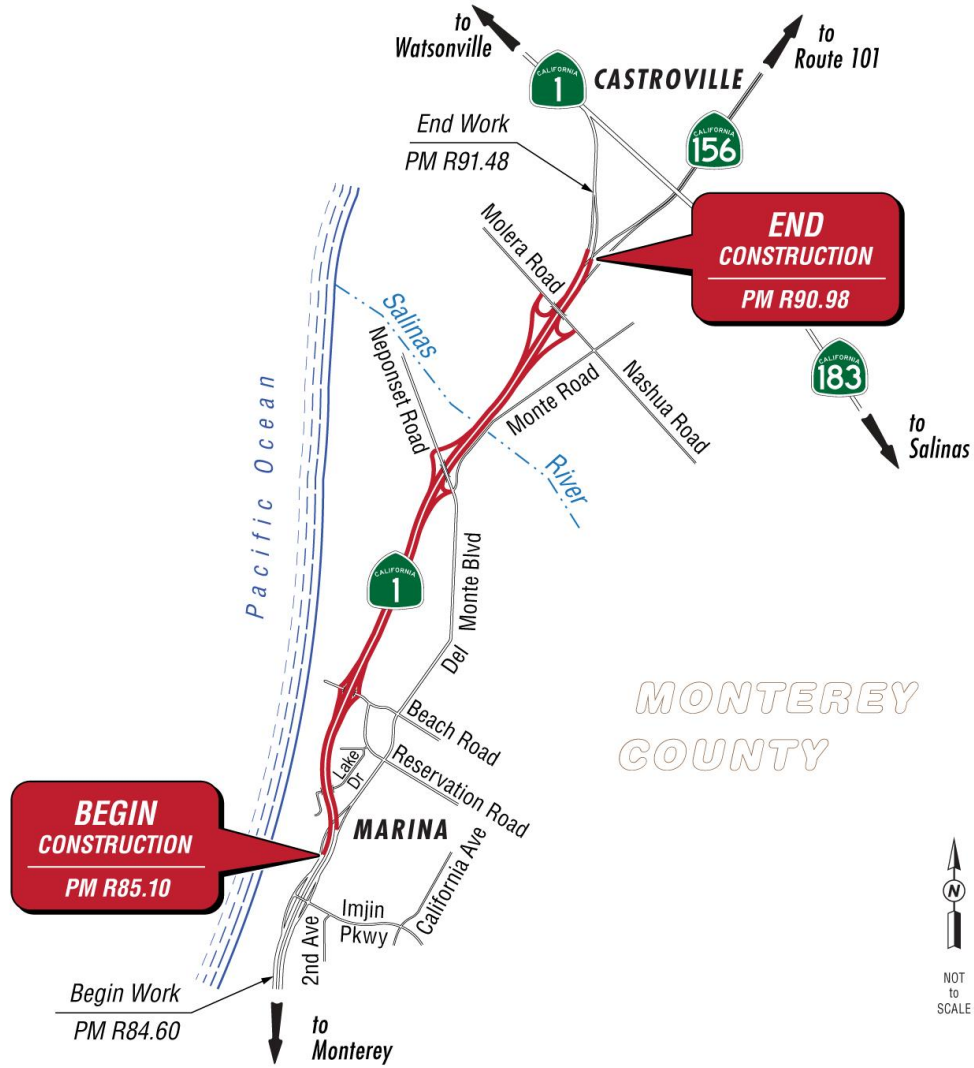 to
Watsonville
to
Route 101
CALIFORNIA
1
CASTROVILLE
CALIFORNIA
156
End Work
PM R91.48
END
CONSTRUCTION
PM R90.98
Molera Road
Salinas
Neponset Road
Monte Road
Nashua Road
CALIFORNIA
183
to
Salinas
River
Pacific Ocean
CALIFORNIA
1
Monte Blvd
Del
MONTEREY
COUNTY
Beach Road
Lake
Dr
Reservation Road
BEGIN
CONSTRUCTION
PM R85.10
MARINA
California Ave
Imjin
Pkwy
2nd Ave
Begin Work
PM R84.60
to
Monterey
N
NOT
to
SCALE